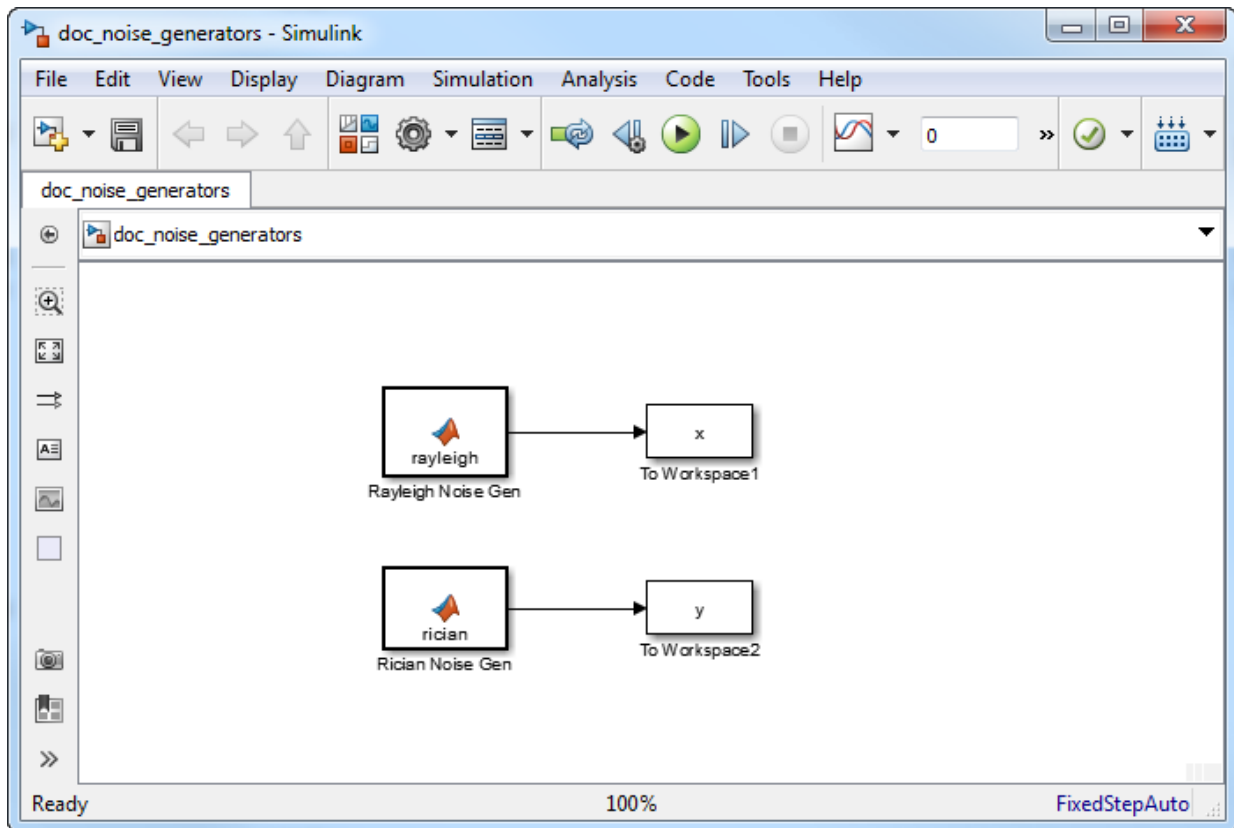 doc_noise_generators - Simulink
File Edit View Display Diagram Simulation Analysis Code Tools Help
0
doc_noise_generators
doc_noise_generators
rayleigh
Rayleigh Noise Gen
x
To Workspace1
rician
Rician Noise Gen
y
To Workspace2
Ready 100% FixedStepAuto